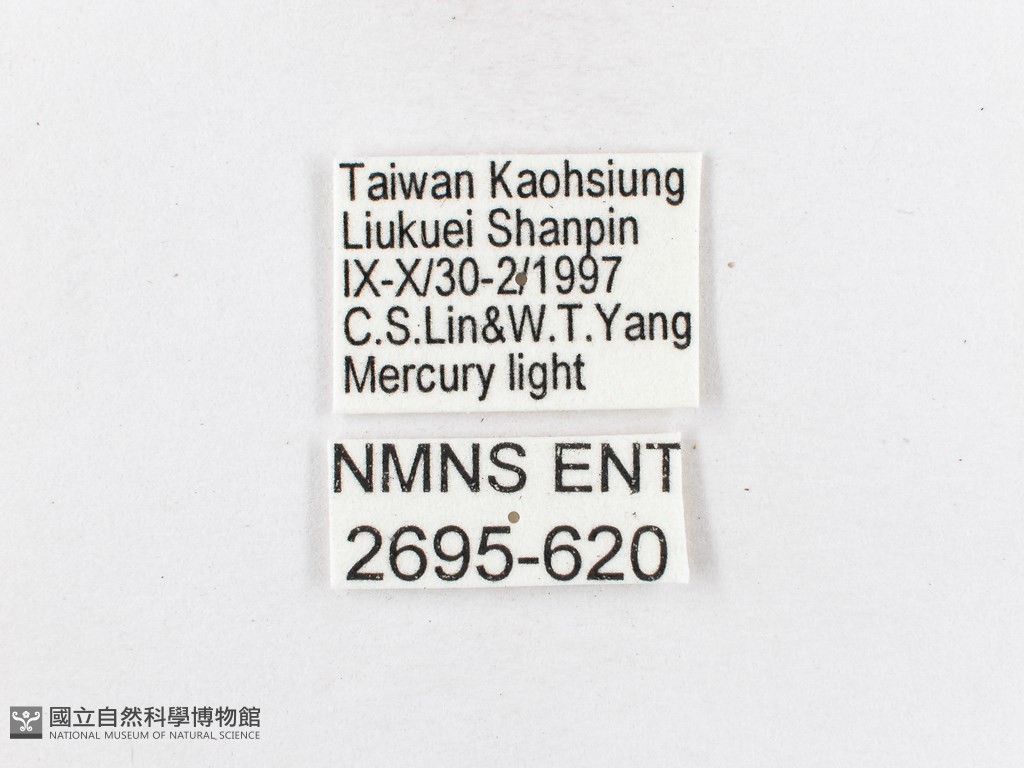 Taiwan Kaohsiung
Liukuei Shanpin
IX-X/30-2/1997
C.S.Lin&W.T.Yang
Mercury light
NMNS ENT
2695-620
國立自然科學博物館
NATIONAL MUSEUM OF NATURAL SCIENCE